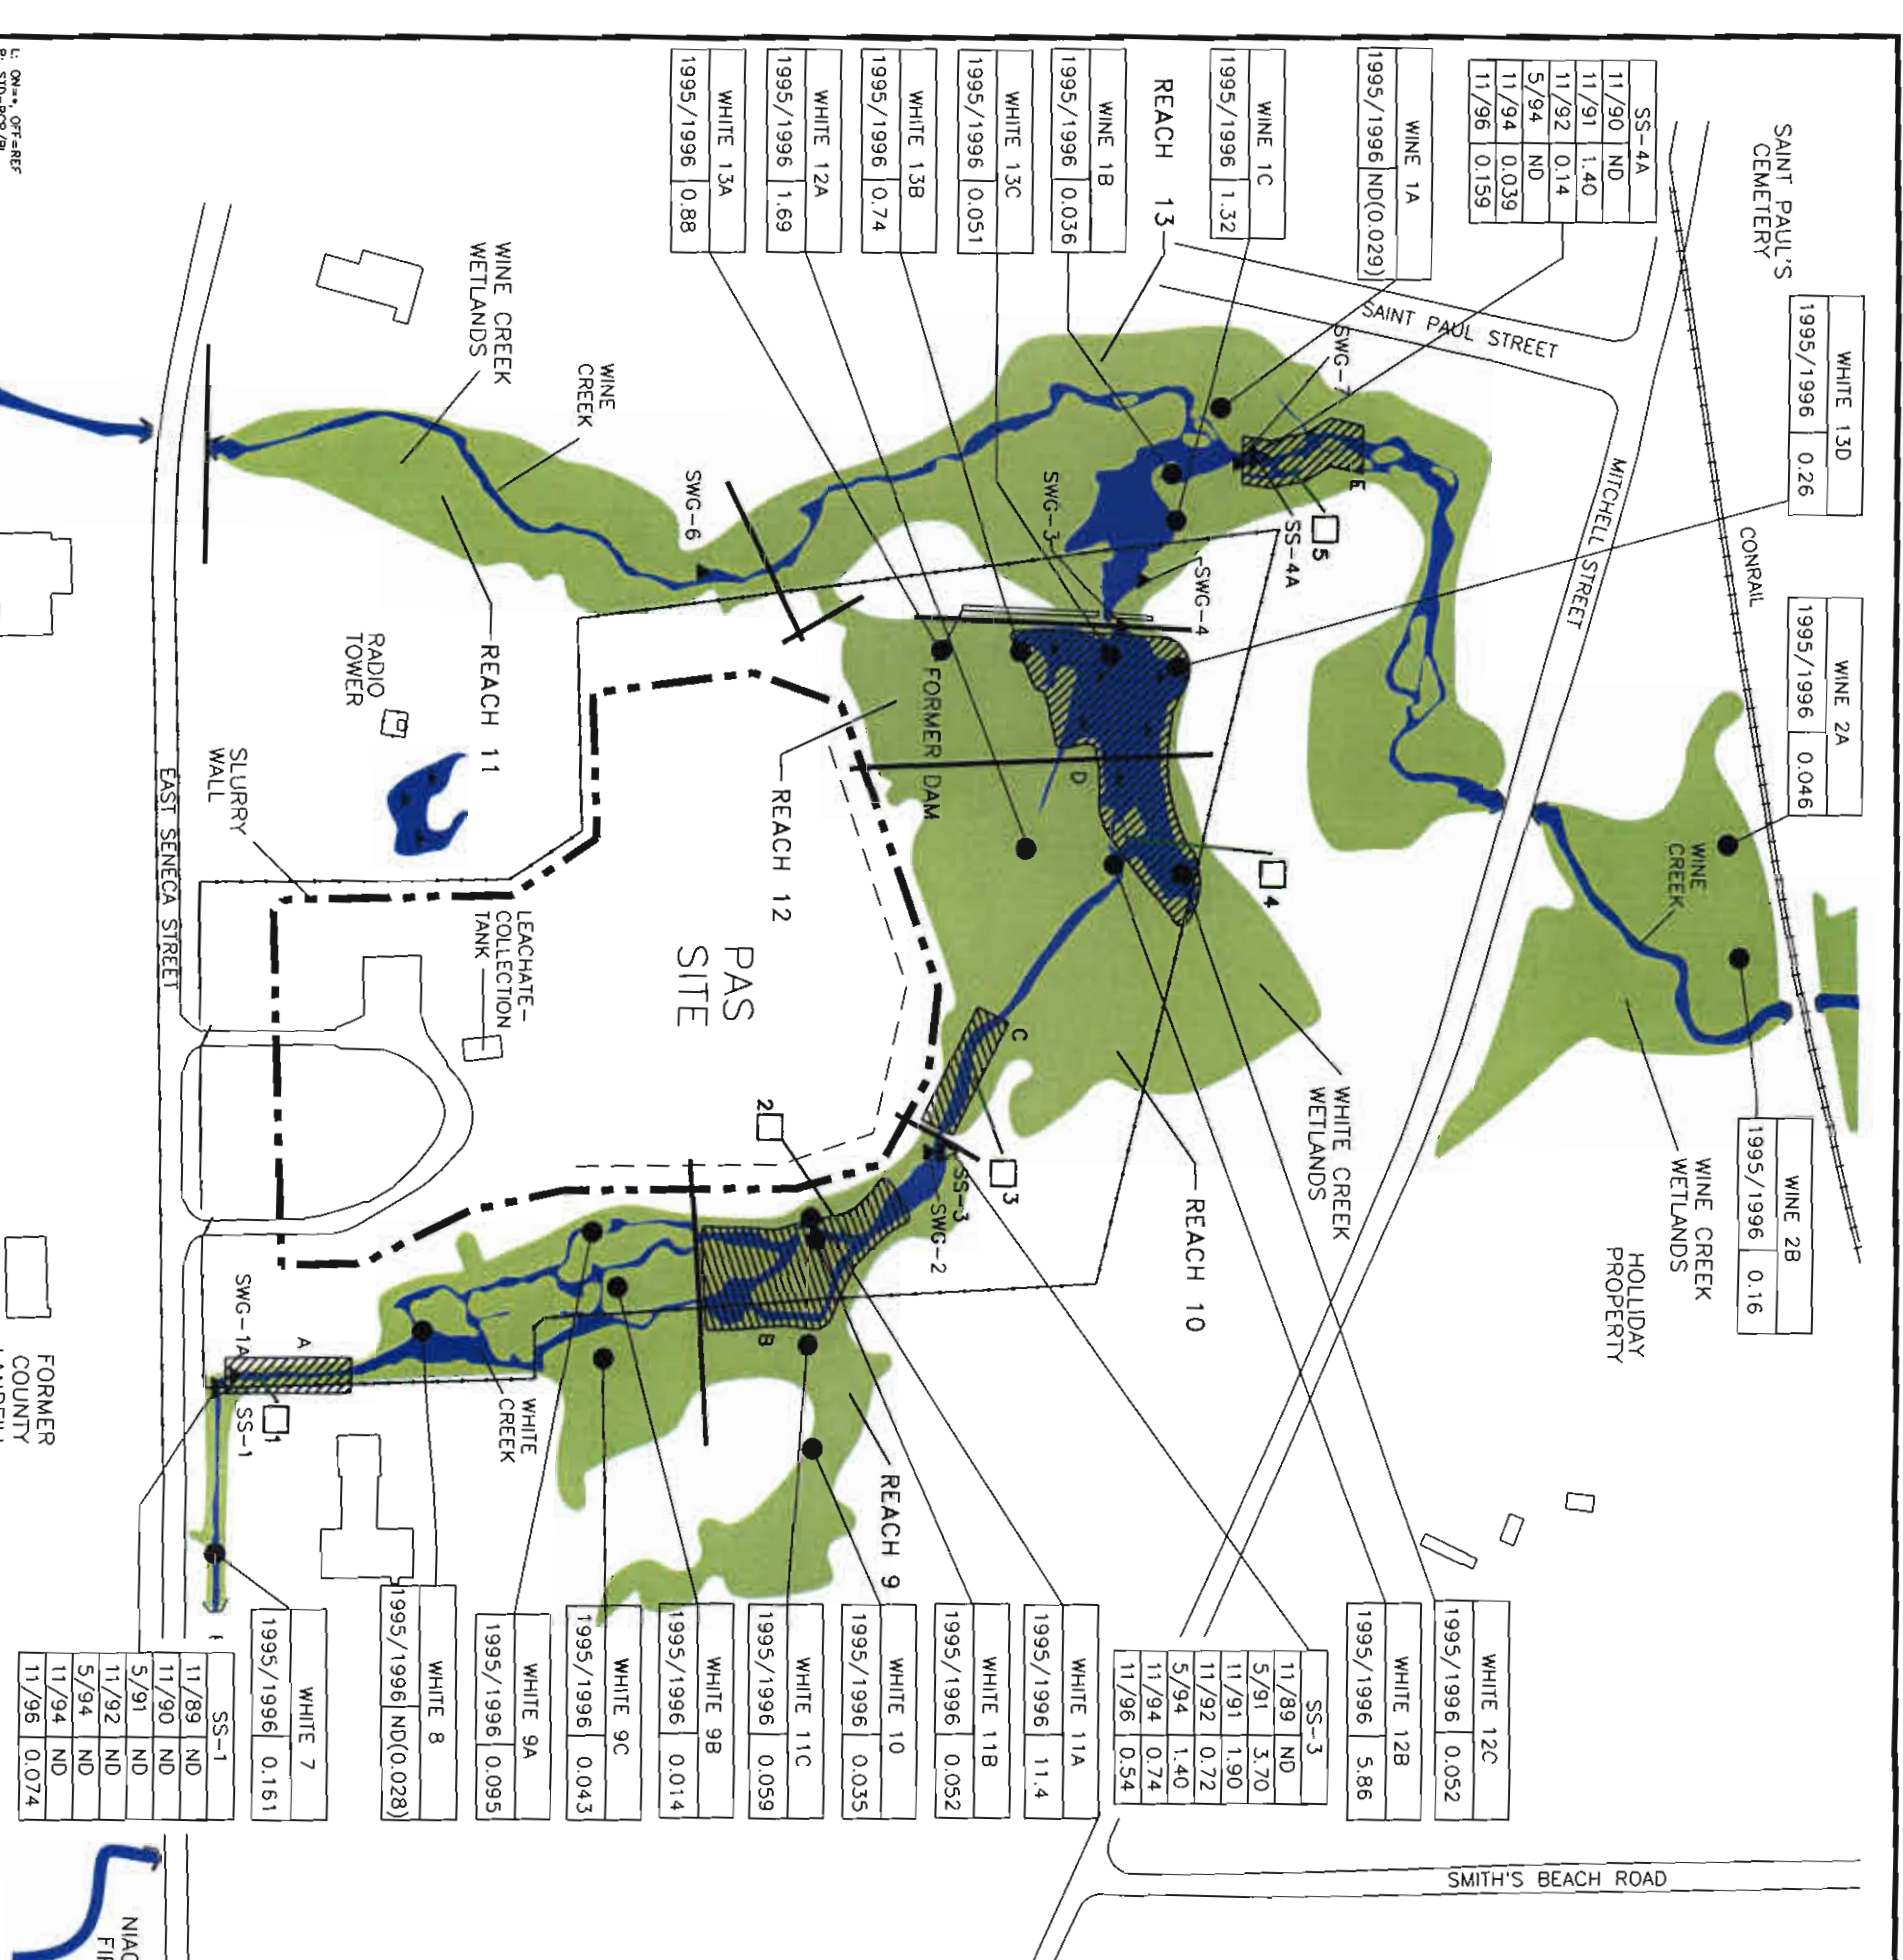 SAINT PAUL'S
CEMETERY
WHITE 13D
1995/1996 0.26
WINE 2A
1995/1996 0.046
WINE 2B
1995/1996 0.16
CONRAIL
SS-4A
11/90 ND
11/91 1.40
11/92 0.14
5/94 ND
11/94 0.039
11/96 0.159
WINE 1A
1995/1996 ND(0.029)
WINE 1C
1995/1996 1.32
REACH 13
WINE 1B
1995/1996 0.036
WHITE 13C
1995/1996 0.051
WHITE 13B
1995/1996 0.74
WHITE 12A
1995/1996 1.69
WHITE 13A
1995/1996 0.88
SAINT PAUL STREET
MITCHELL STREET
SWG-7
E
5
SS-4A
SWG-3
SWG-4
WINE
CREEK
WINE CREEK
WETLANDS
HOLLIDAY
PROPERTY
WINE CREEK
WETLANDS
WINE
CREEK
SWG-6
REACH 11
RADIO
TOWER
FORMER DAM
D
4
REACH 12
WHITE CREEK
WETLANDS
REACH 10
C
3
SLURRY
WALL
LEACHATE-
COLLECTION
TANK
PAS
SITE
EAST SENECA STREET
2
SS-3
SWG-2
B
REACH 9
WHITE
CREEK
A
SWG-1A
SS-1
1
FORMER
COUNTY
WHITE 12C
1995/1996 0.052
WHITE 12B
1995/1996 5.86
SS-3
11/89 ND
5/91 3.70
11/91 1.90
11/92 0.72
5/94 1.40
11/94 0.74
11/96 0.54
WHITE 11A
1995/1996 11.4
WHITE 11B
1995/1996 0.052
WHITE 10
1995/1996 0.035
WHITE 11C
1995/1996 0.059
WHITE 9B
1995/1996 0.014
WHITE 9C
1995/1996 0.043
WHITE 9A
1995/1996 0.095
WHITE 8
1995/1996 ND(0.028)
WHITE 7
1995/1996 0.161
SS-1
11/89 ND
11/90 ND
5/91 ND
11/92 ND
5/94 ND
11/94 ND
11/96 0.074
SMITH'S BEACH ROAD
NIAG
L: ON=*, OFF=REF